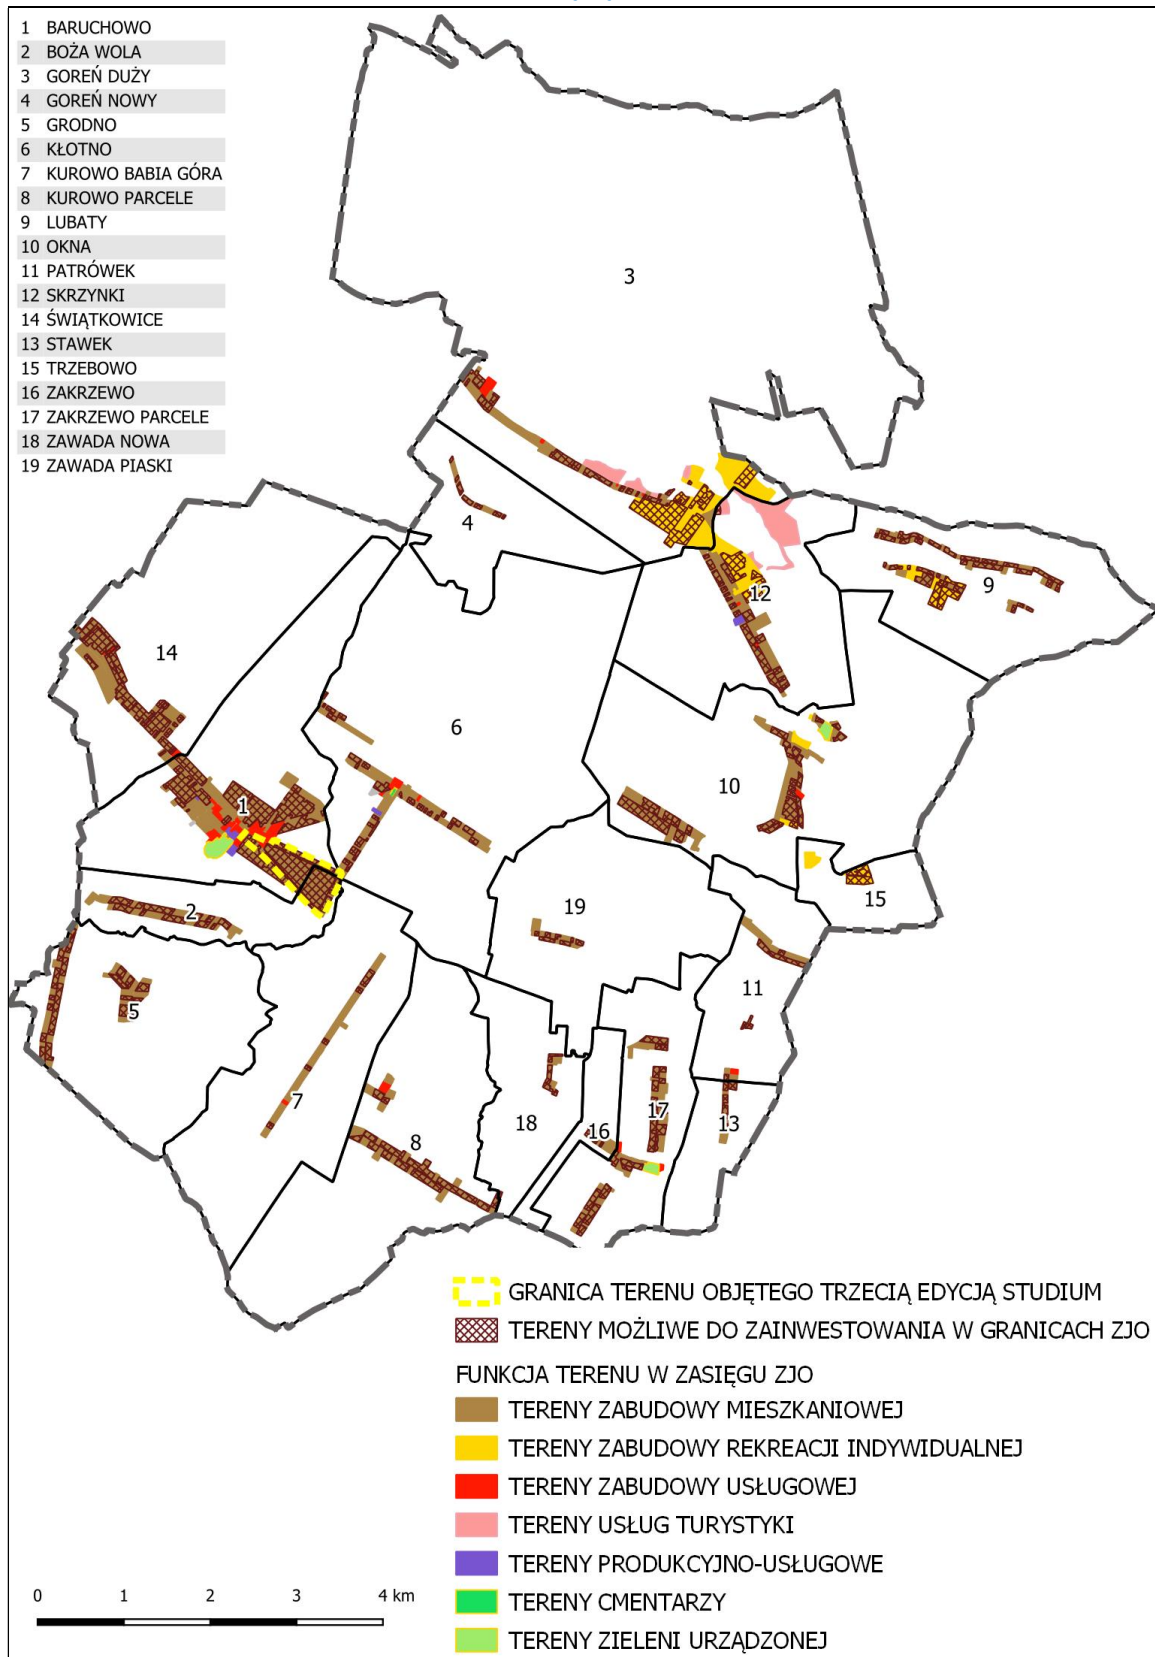 1 BARUCHOWO
2 BOŻA WOLA
3 GOREŃ DUŻY
4 GOREŃ NOWY
5 GRODNO
6 KŁOTNO
7 KUROWO BABIA GÓRA
8 KUROWO PARCELE
9 LUBATY
10 OKNA
11 PATRÓWEK
12 SKRZYNKI
14 ŚWIĄTKOWICE
13 STAWEK
15 TRZEBOWO
16 ZAKRZEWO
17 ZAKRZEWO PARCELE
18 ZAWADA NOWA
19 ZAWADA PIASKI
3
4
9
12
14
6
10
1
15
2
19
11
5
7
18
16
17
13
8
GRANICA TERENU OBJĘTEGO TRZECIĄ EDYCJĄ STUDIUM
TERENY MOŻLIWE DO ZAINWESTOWANIA W GRANICACH ZJO
FUNKCJA TERENU W ZASIĘGU ZJO
TERENY ZABUDOWY MIESZKANIOWEJ
TERENY ZABUDOWY REKREACJI INDYWIDUALNEJ
TERENY ZABUDOWY USŁUGOWEJ
TERENY USŁUG TURYSTYKI
TERENY PRODUKCYJNO-USŁUGOWE
TERENY CMENTARZY
TERENY ZIELENI URZĄDZONEJ
0 1 2 3 4 km